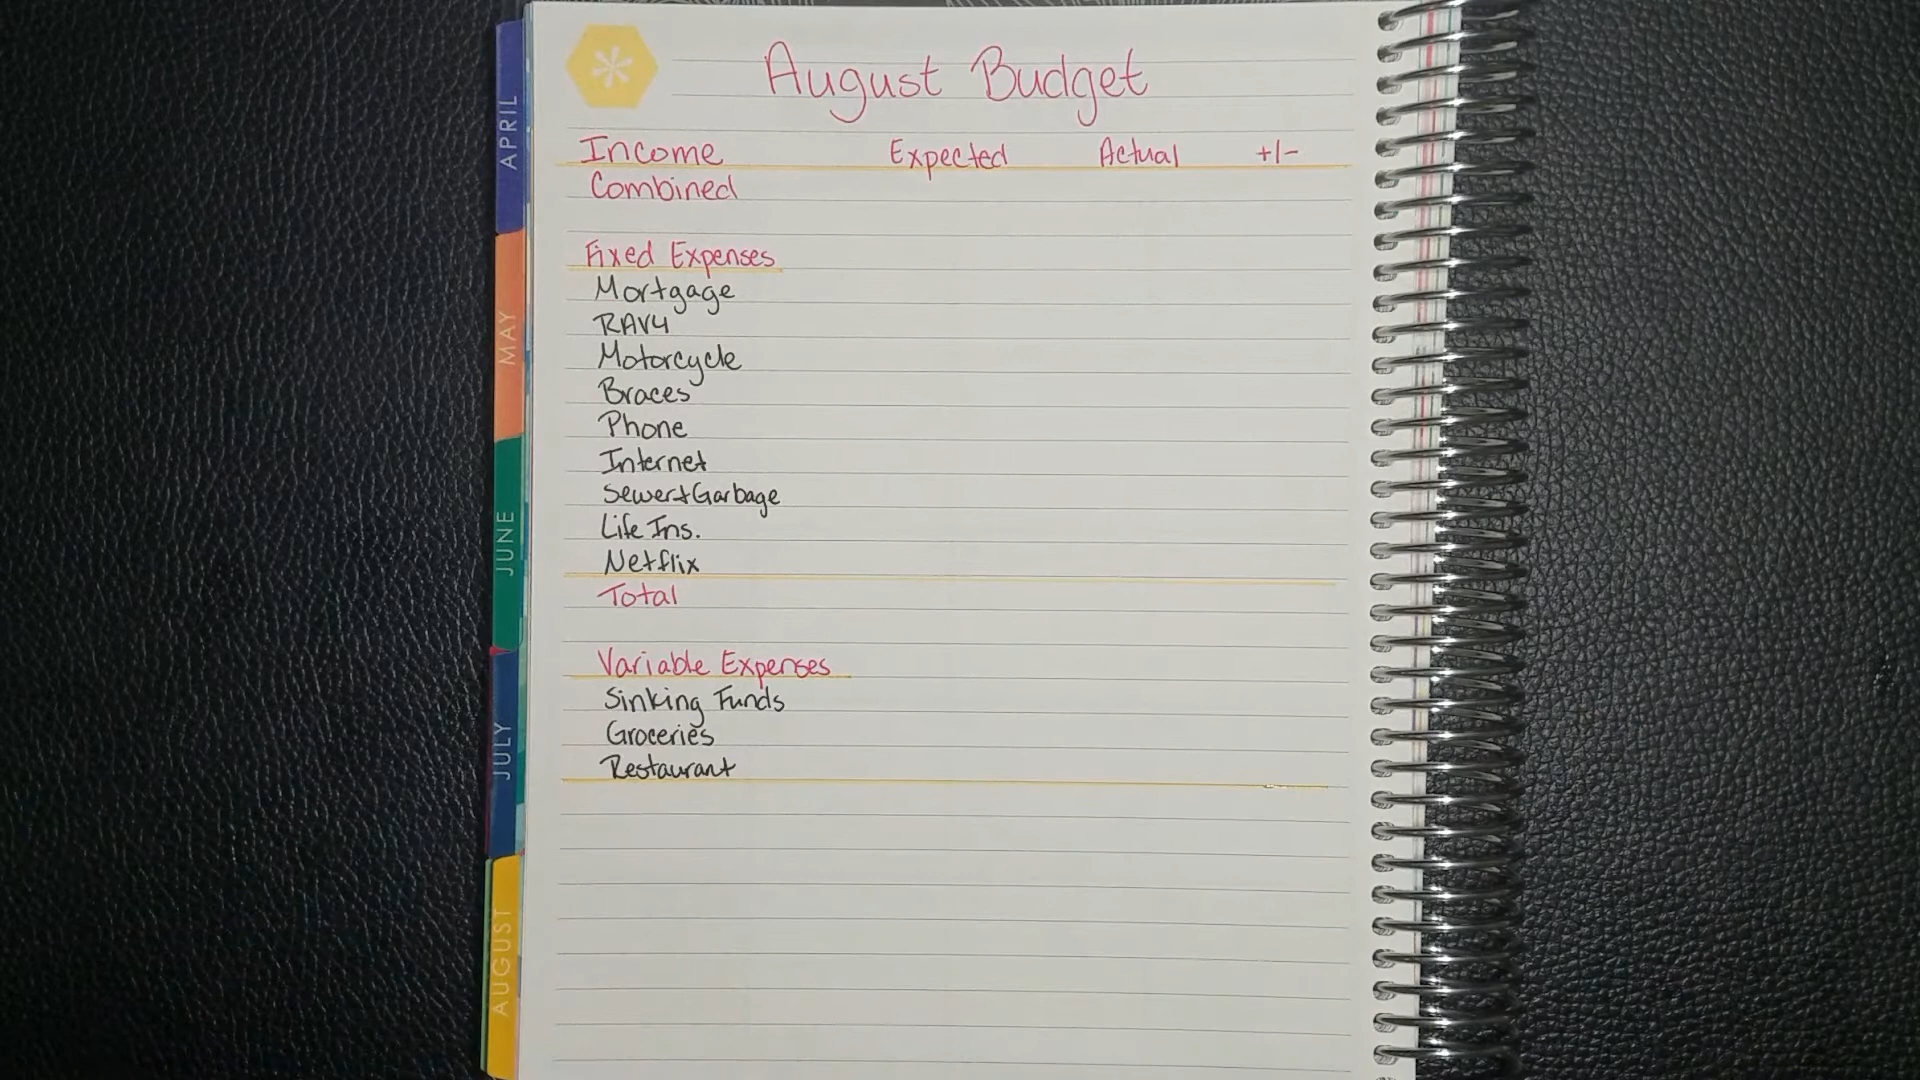 August Budget
Income Expected Actual +/-
Combined
Fixed Expenses
Mortgage
RAV4
Motorcycle
Braces
Phone
Internet
Sewer+Garbage
Life Ins.
Netflix
Total
Variable Expenses
Sinking Funds
Groceries
Restaurant
APRIL
MAY
JUNE
JULY
AUGUST